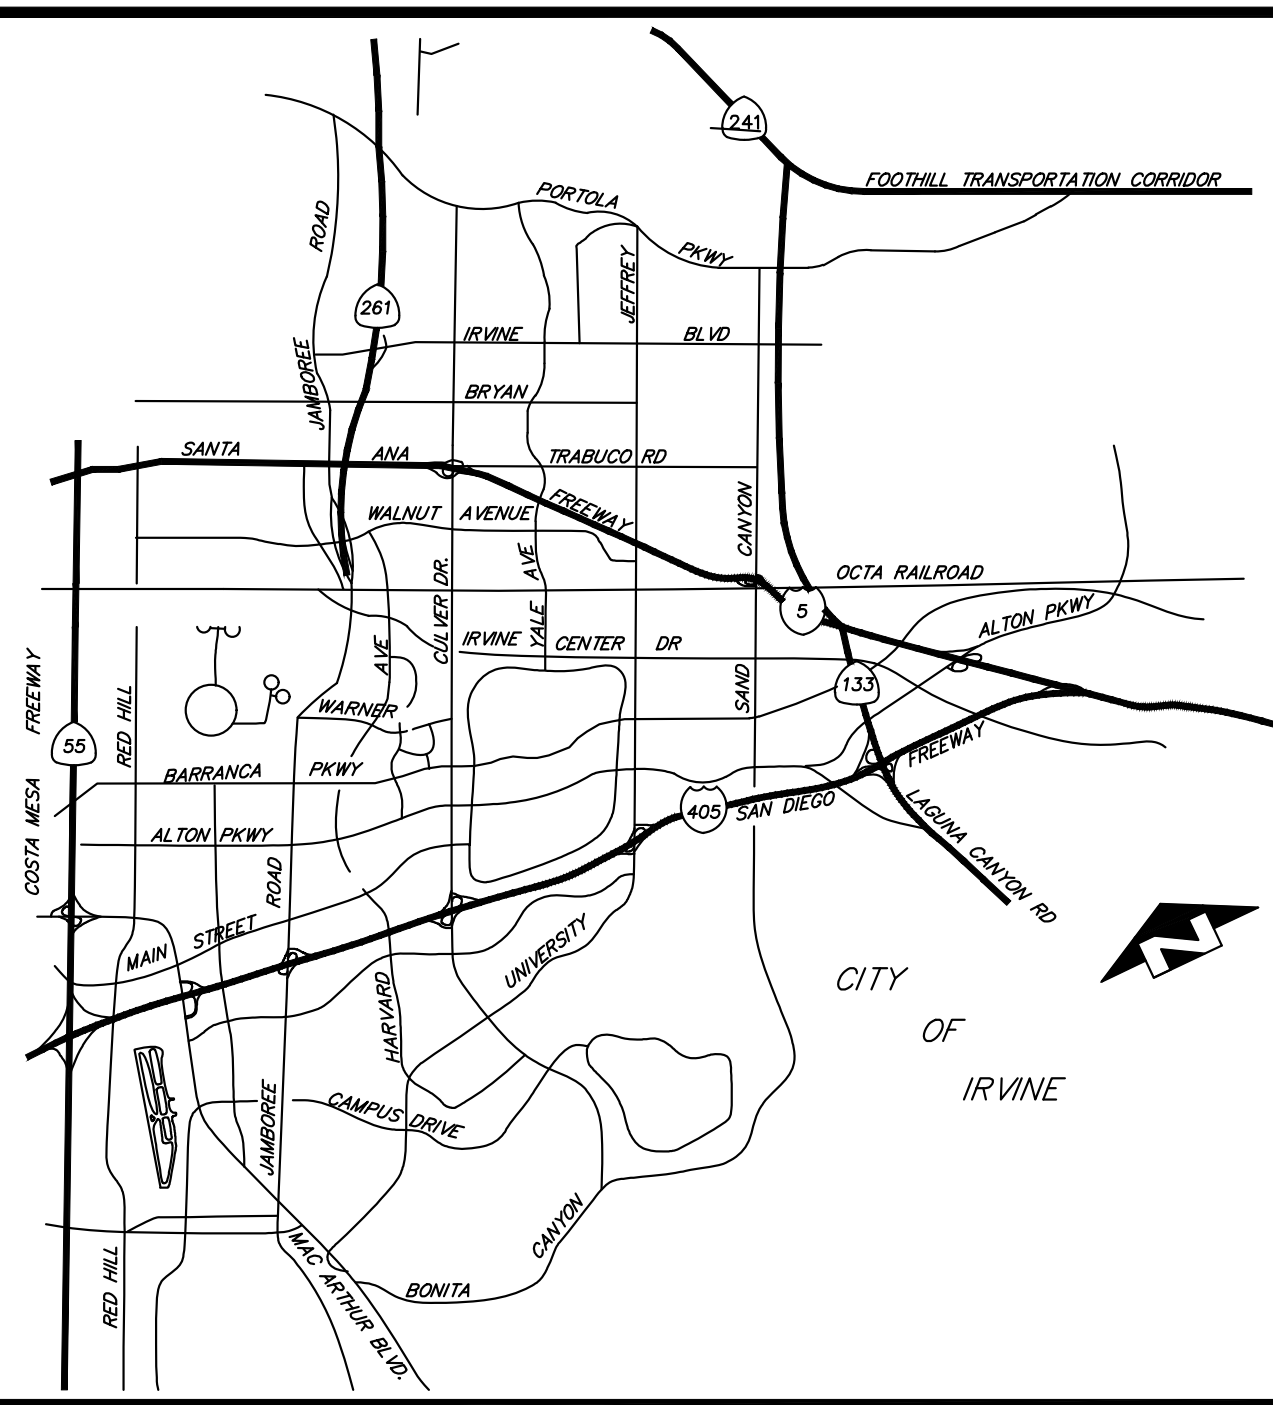 241
FOOTHILL TRANSPORTATION CORRIDOR
PORTOLA
PKWY
ROAD
JEFFREY
261
IRVINE
BLVD
JAMBOREE
BRYAN
SANTA
ANA
TRABUCO RD
FREEWAY
WALNUT AVENUE
CANYON
OCTA RAILROAD
AVE
CULVER DR.
5
ALTON PKWY
YALE
IRVINE CENTER DR
AVE
FREEWAY
SAND
133
RED HILL
WARNER
55
FREEWAY
BARRANCA PKWY
COSTA MESA
LAGUNA CANYON RD
405
SAN DIEGO
ALTON PKWY
ROAD
MAIN STREET
UNIVERSITY
N
CITY
OF
IRVINE
HARVARD
CAMPUS DRIVE
JAMBOREE
CANYON
RED HILL
MAC ARTHUR BLVD.
BONITA